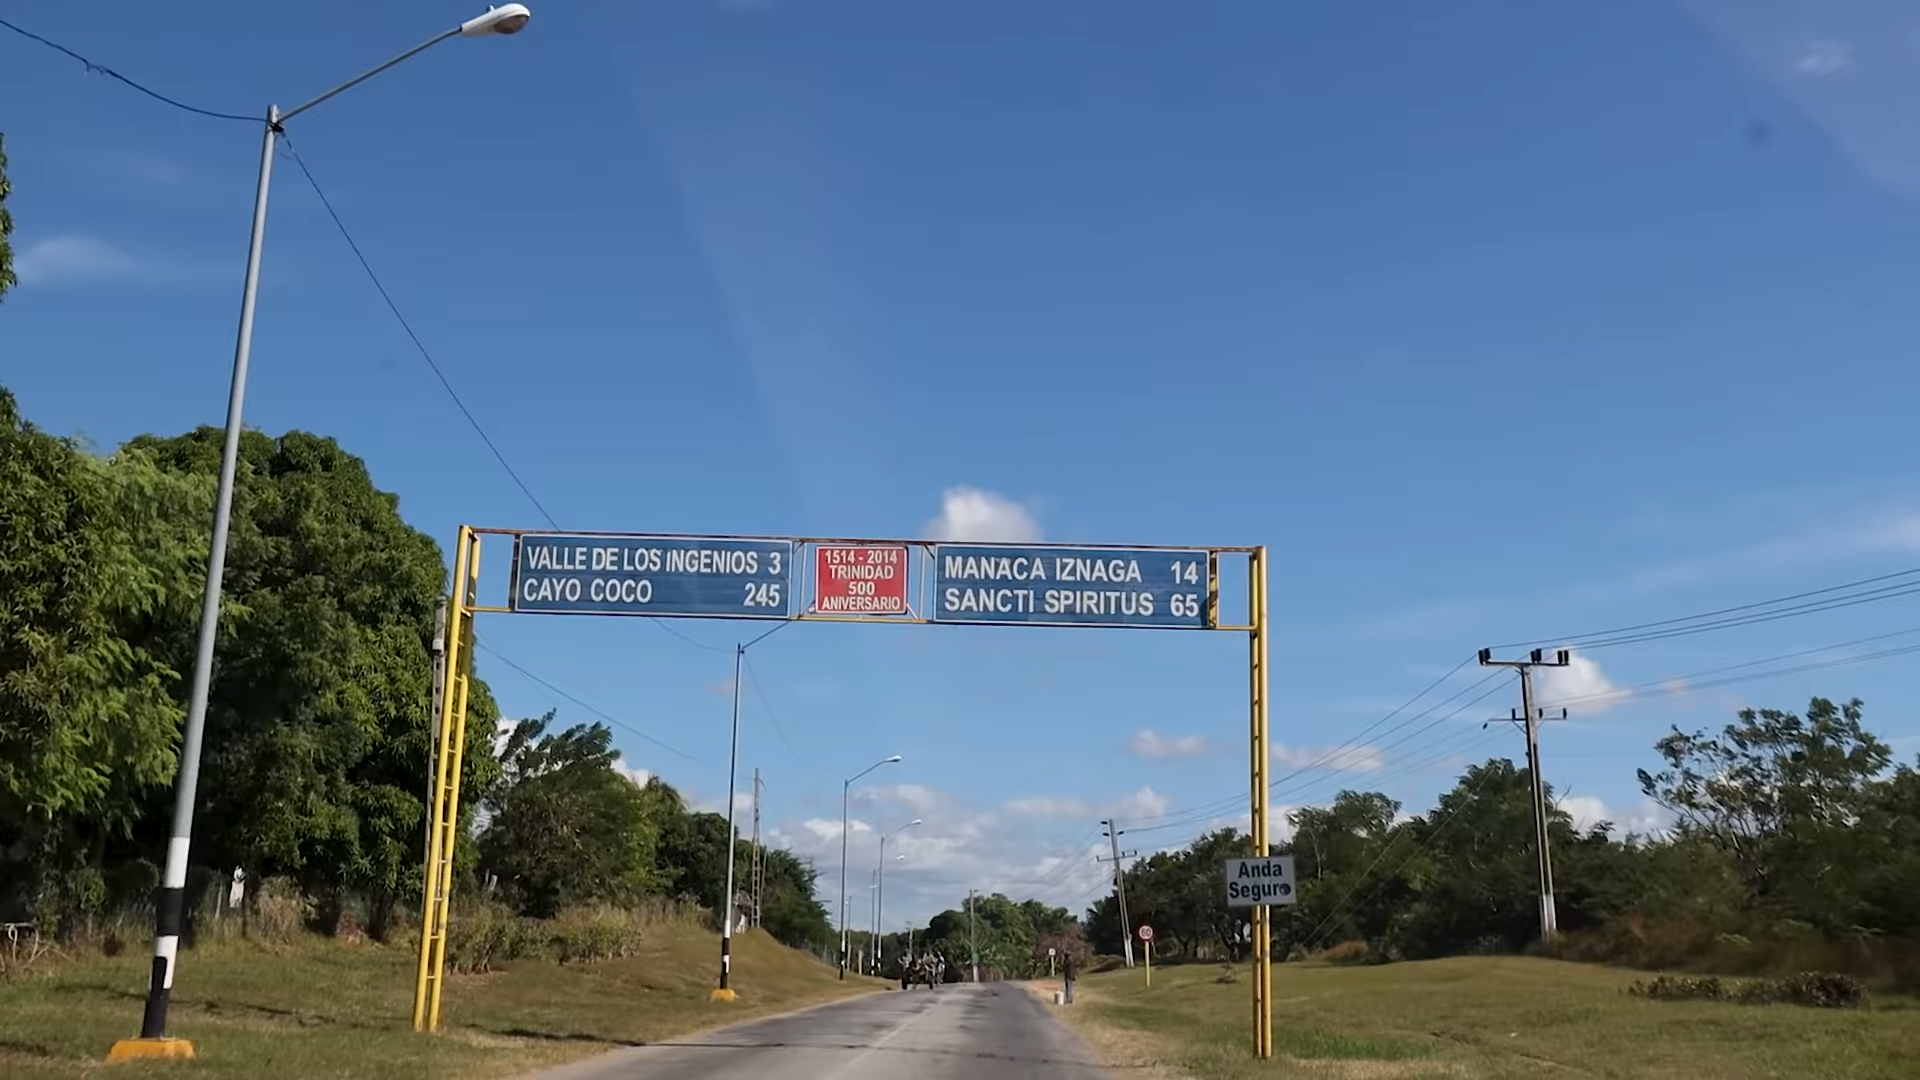 VALLE DE LOS INGENIOS 3
CAYO COCO 245
1514 - 2014
TRINIDAD
500
ANIVERSARIO
MANACA IZNAGA 14
SANCTI SPIRITUS 65
Anda
Seguro
60